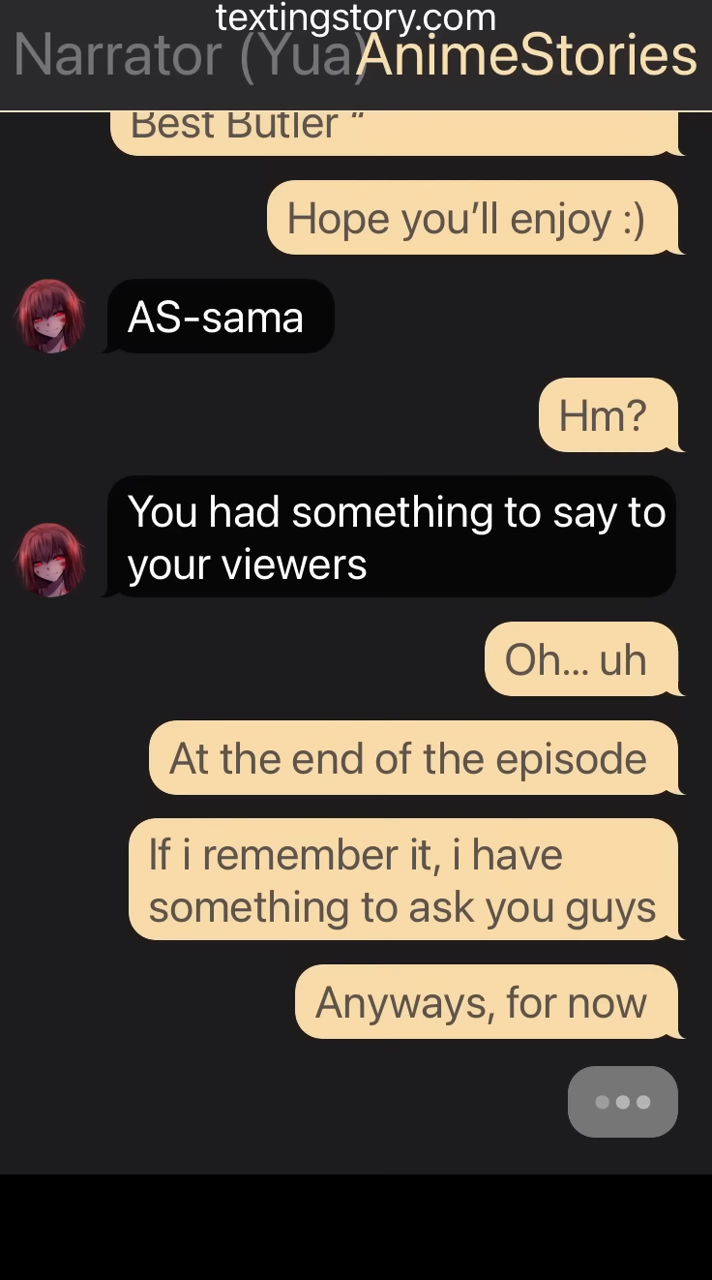 textingstory.com
Narrator (Yua) AnimeStories
Best Butler “
Hope you’ll enjoy :)
AS-sama
Hm?
You had something to say to
your viewers
Oh... uh
At the end of the episode
If i remember it, i have
something to ask you guys
Anyways, for now